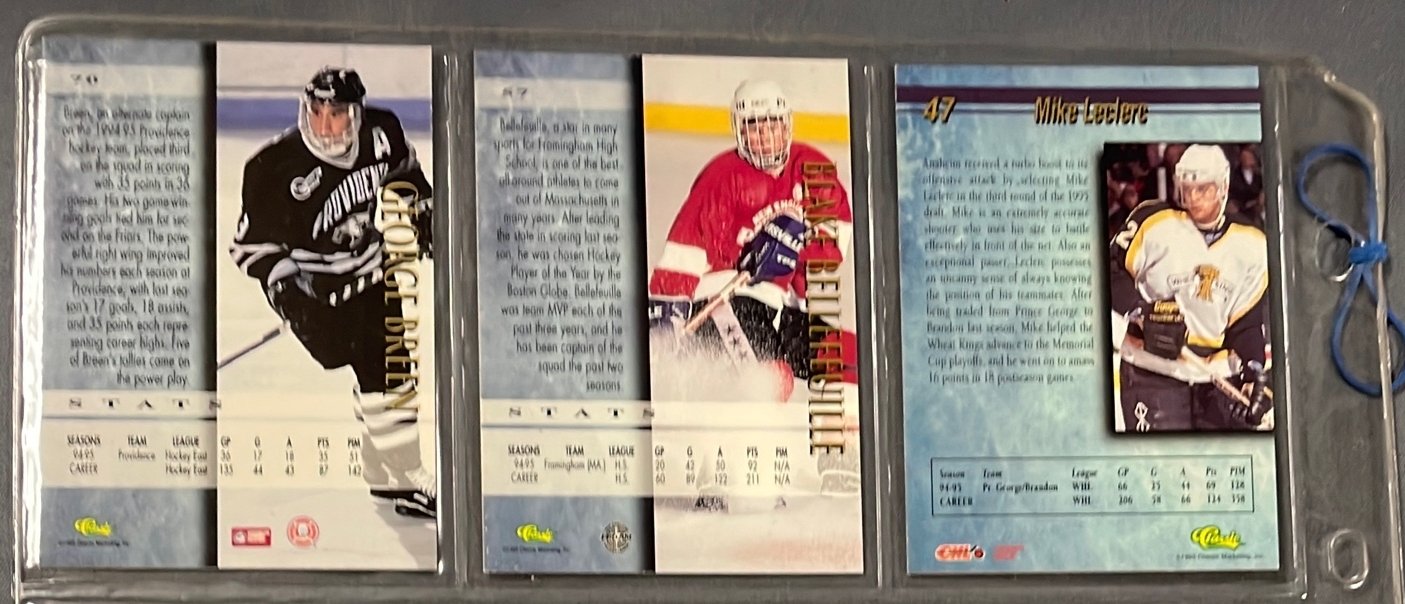 70
Breen, an alternate captain
on the 1994-95 Providence
hockey team, placed third
on the squad in scoring
with 35 points in 36
games. His two game-win-
ning goals tied him for sec-
ond on the Friars. The pow-
erful right wing improved
his numbers each season at
Providence, with last sea-
son's 17 goals, 18 assists,
and 35 points each repre-
senting career highs. Five
of Breen's tallies came on
the power play.
A
PROVIDEN
GEORGE BREEN
STATS
SEASONS TEAM LEAGUE GP G A PTS PIM
94-95 Providence Hockey East 36 17 18 35 51
CAREER Hockey East 135 44 43 87 142
Classic
57
Bellefeuille, a star in many
sports for Framingham High
School, is one of the best
all-around athletes to come
out of Massachusetts in
many years. After leading
the state in scoring last sea-
son, he was chosen Hockey
Player of the Year by the
Boston Globe. Bellefeuille
was team MVP each of the
past three years, and he
has been captain of the
squad the past two
seasons.
BLAKE BELLEFEUILLE
STATS
SEASONS TEAM LEAGUE GP G A PTS PIM
94-95 Framingham (MA.) H.S. 20 42 50 92 N/A
CAREER H.S. 60 89 122 211 N/A
Classic
47 Mike Leclerc
Anaheim received a turbo boost to its
offensive attack by selecting Mike
Leclerc in the third round of the 1995
draft. Mike is an extremely accurate
shooter who uses his size to battle
effectively in front of the net. Also an
exceptional passer, Leclerc possesses
an uncanny sense of always knowing
the position of his teammates. After
being traded from Prince George to
Brandon last season, Mike helped the
Wheat Kings advance to the Memorial
Cup playoffs, and he went on to amass
16 points in 18 postseason games.
2
Season Team League GP G A Pts PIM
94-95 Pr. George/Brandon WHL 66 25 44 69 128
CAREER WHL 206 58 66 124 358
CHL
Classic